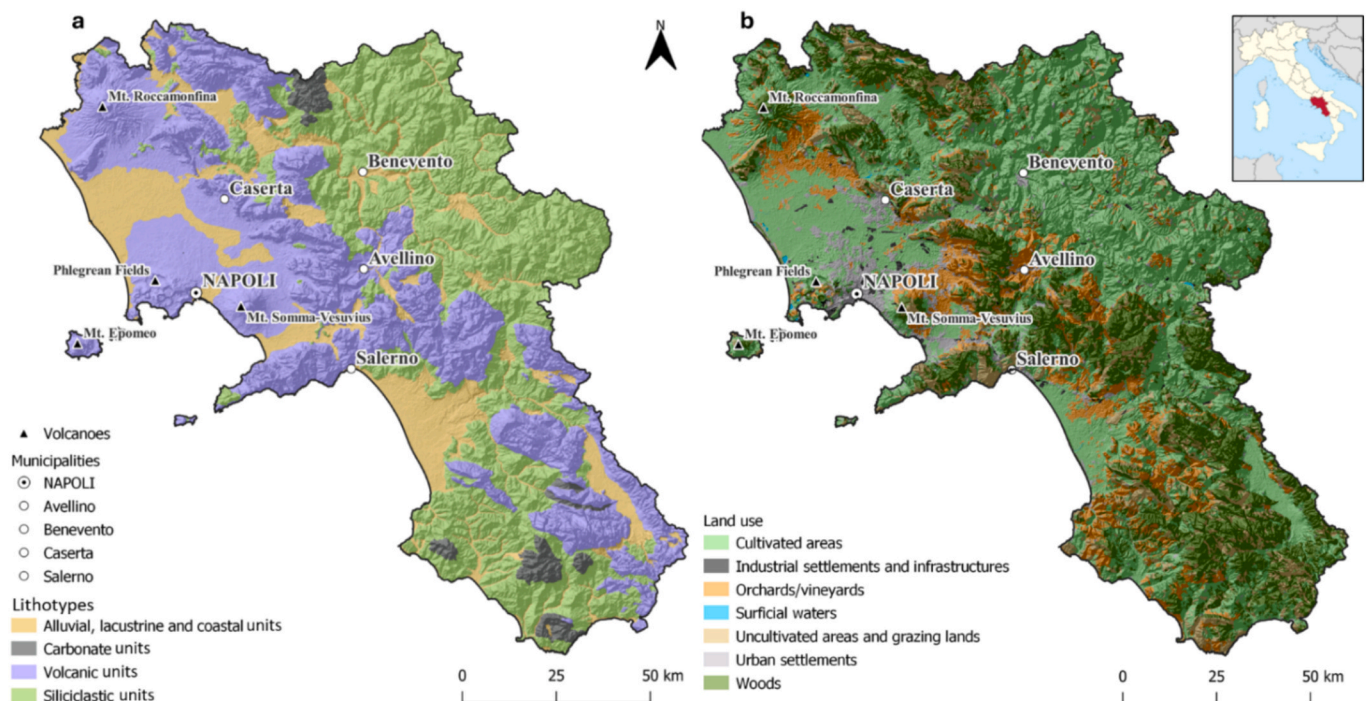 a
N
Mt. Roccamonfina
Benevento
Caserta
Avellino
Phlegrean Fields
NAPOLI
Mt. Somma-Vesuvius
Mt. Epomeo
Salerno
Volcanoes
Municipalities
NAPOLI
Avellino
Benevento
Caserta
Salerno
Lithotypes
Alluvial, lacustrine and coastal units
Carbonate units
Volcanic units
Siliciclastic units
0 25 50 km
b
Mt. Roccamonfina
Benevento
Caserta
Avellino
Phlegrean Fields
NAPOLI
Mt. Somma-Vesuvius
Mt. Epomeo
Salerno
Land use
Cultivated areas
Industrial settlements and infrastructures
Orchards/vineyards
Surficial waters
Uncultivated areas and grazing lands
Urban settlements
Woods
0 25 50 km